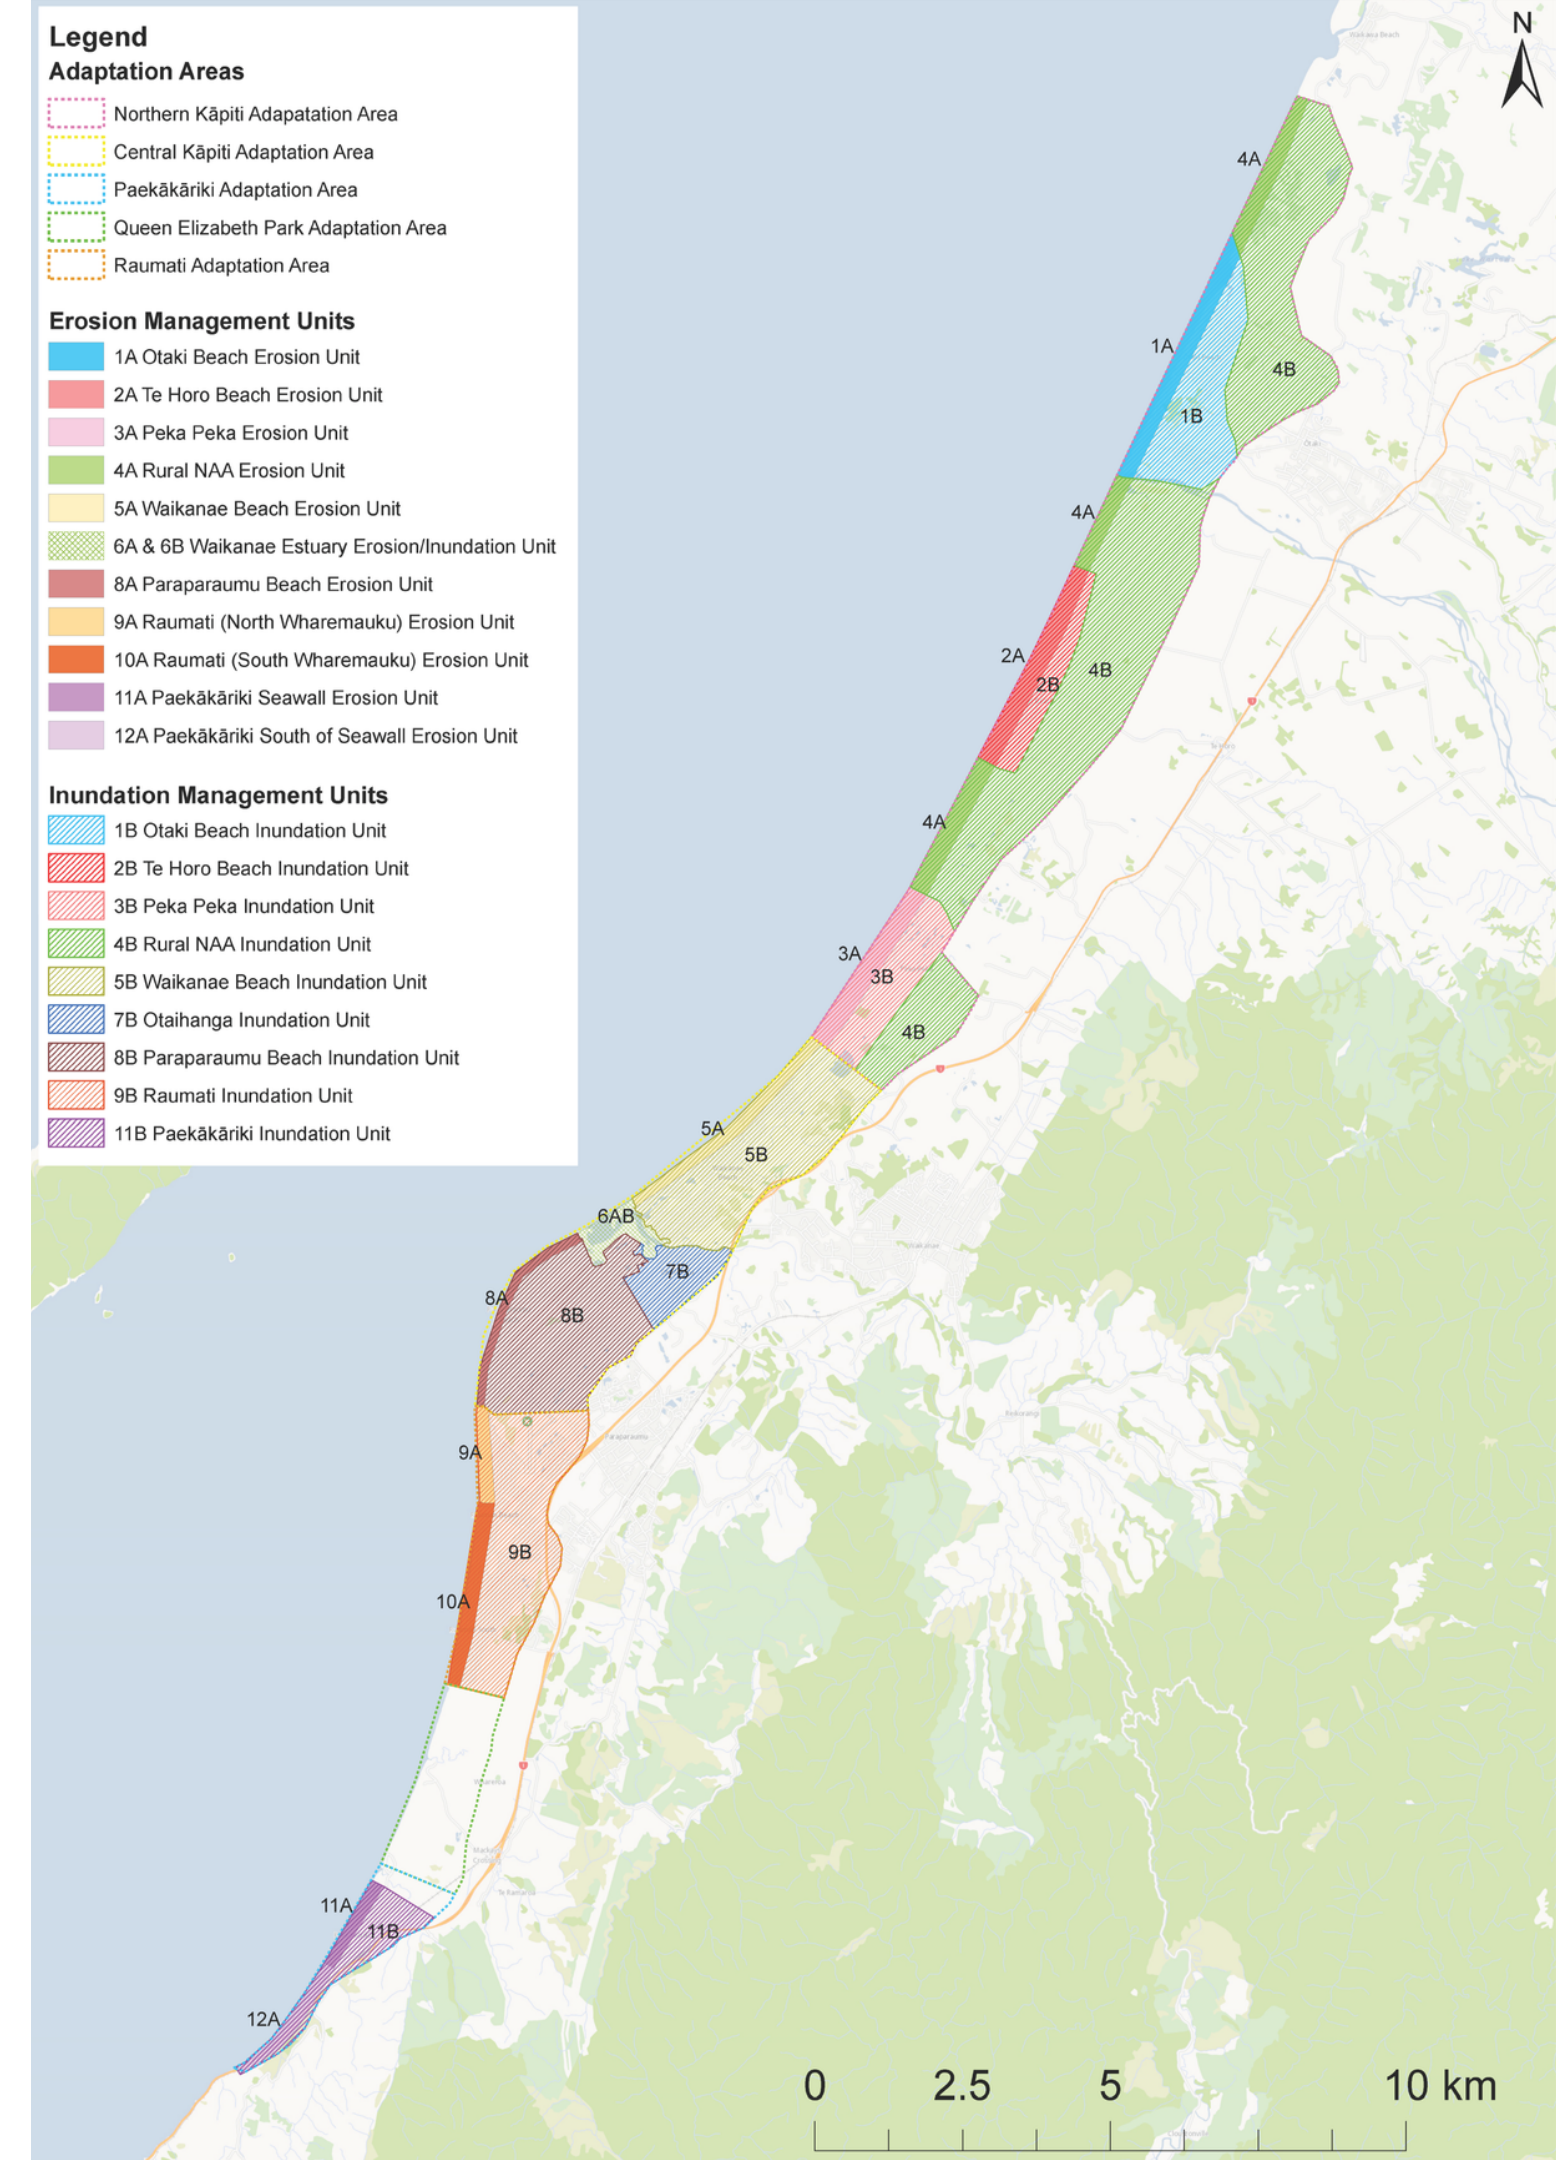 Legend
Adaptation Areas
Northern Kāpiti Adapatation Area
Central Kāpiti Adaptation Area
Paekākāriki Adaptation Area
Queen Elizabeth Park Adaptation Area
Raumati Adaptation Area
Erosion Management Units
1A Otaki Beach Erosion Unit
2A Te Horo Beach Erosion Unit
3A Peka Peka Erosion Unit
4A Rural NAA Erosion Unit
5A Waikanae Beach Erosion Unit
6A & 6B Waikanae Estuary Erosion/Inundation Unit
8A Paraparaumu Beach Erosion Unit
9A Raumati (North Wharemauku) Erosion Unit
10A Raumati (South Wharemauku) Erosion Unit
11A Paekākāriki Seawall Erosion Unit
12A Paekākāriki South of Seawall Erosion Unit
Inundation Management Units
1B Otaki Beach Inundation Unit
2B Te Horo Beach Inundation Unit
3B Peka Peka Inundation Unit
4B Rural NAA Inundation Unit
5B Waikanae Beach Inundation Unit
7B Otaihanga Inundation Unit
8B Paraparaumu Beach Inundation Unit
9B Raumati Inundation Unit
11B Paekākāriki Inundation Unit
N
4A
1A
4B
1B
4A
2A
4B
2B
Te Horo
4A
3A
3B
4B
5A
5B
6AB
7B
8A
8B
9A
Paraparaumu
9B
10A
11A
11B
12A
0 2.5 5 10 km